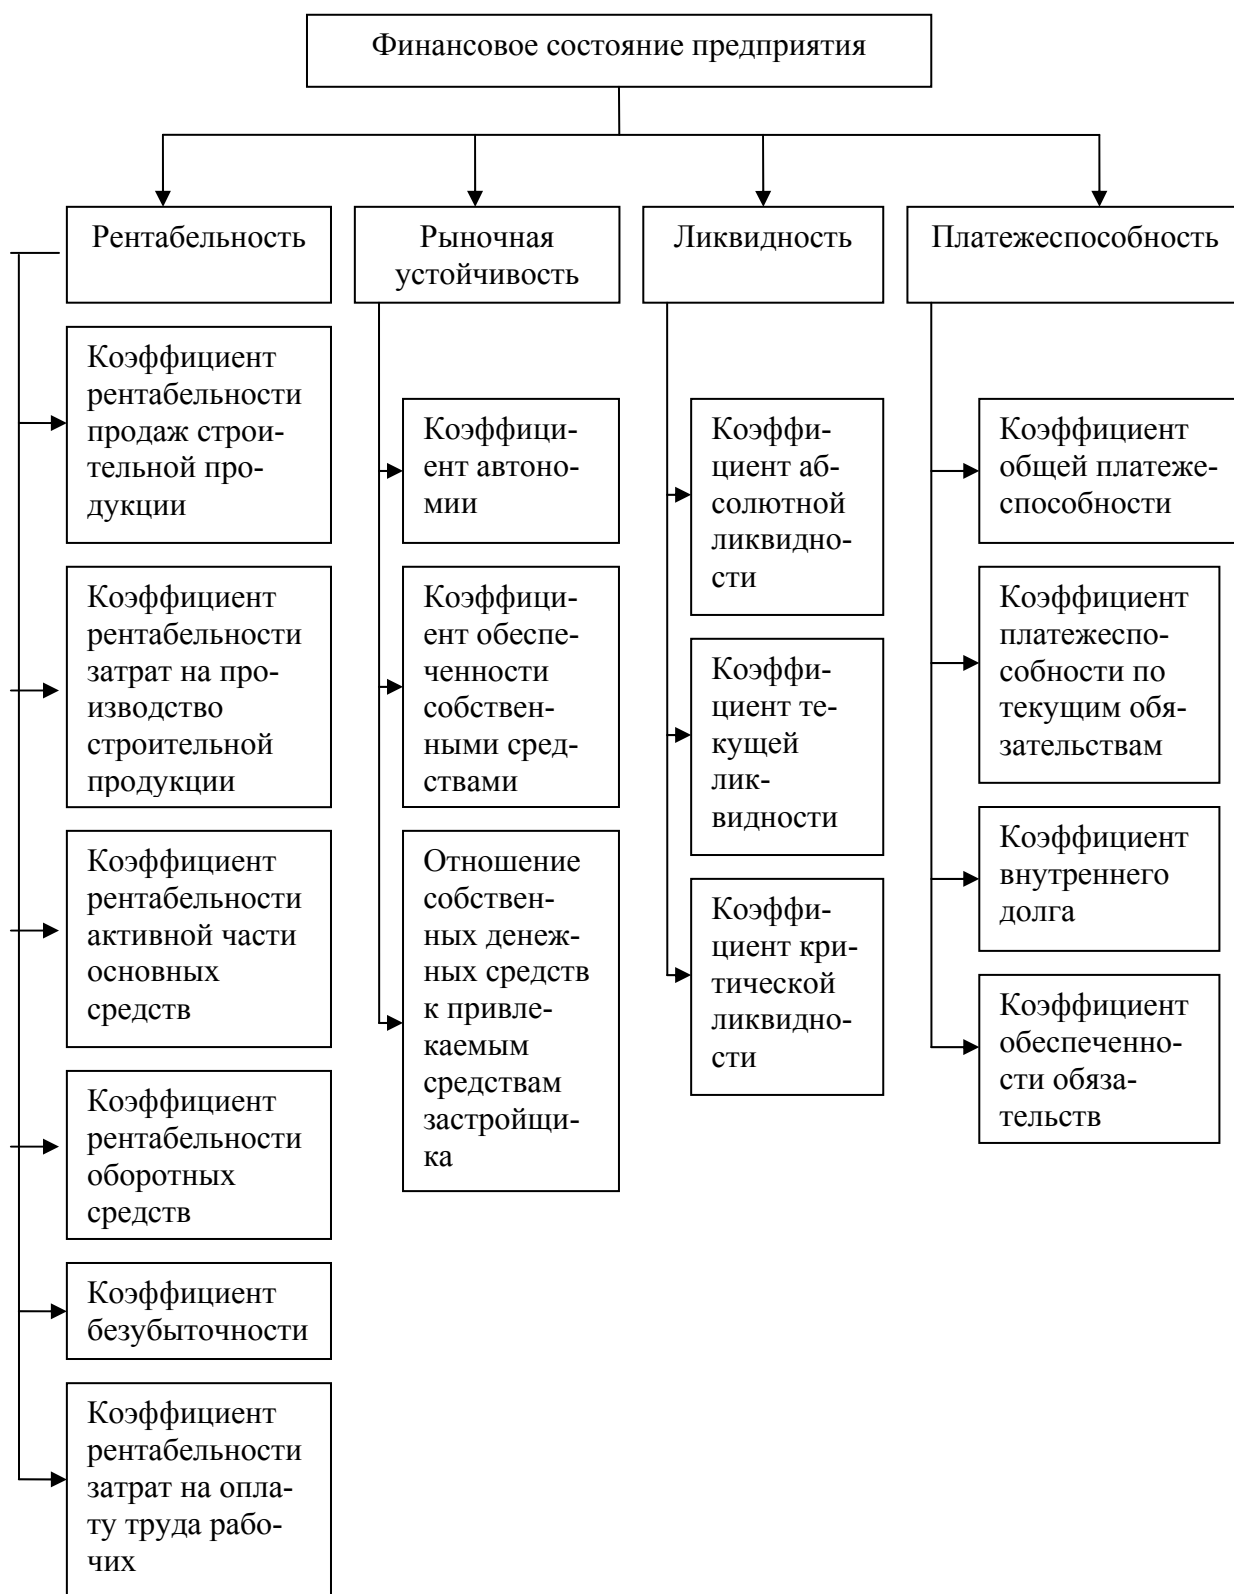 Финансовое состояние предприятия
Рентабельность
Рыночная
устойчивость
Ликвидность
Платежеспособность
Коэффициент
рентабельности
продаж строи-
тельной про-
дукции
Коэффициент
рентабельности
затрат на про-
изводство
строительной
продукции
Коэффициент
рентабельности
активной части
основных
средств
Коэффициент
рентабельности
оборотных
средств
Коэффициент
безубыточности
Коэффициент
рентабельности
затрат на опла-
ту труда рабо-
чих
Коэффици-
ент автоно-
мии
Коэффици-
ент обеспе-
ченности
собствен-
ными сред-
ствами
Отношение
собствен-
ных денеж-
ных средств
к привле-
каемым
средствам
застройщи-
ка
Коэффи-
циент аб-
солютной
ликвидно-
сти
Коэффи-
циент те-
кущей
лик-
видности
Коэффи-
циент кри-
тической
ликвидно-
сти
Коэффициент
общей платеже-
способности
Коэффициент
платежеспо-
собности по
текущим обя-
зательствам
Коэффициент
внутреннего
долга
Коэффициент
обеспеченно-
сти обяза-
тельств